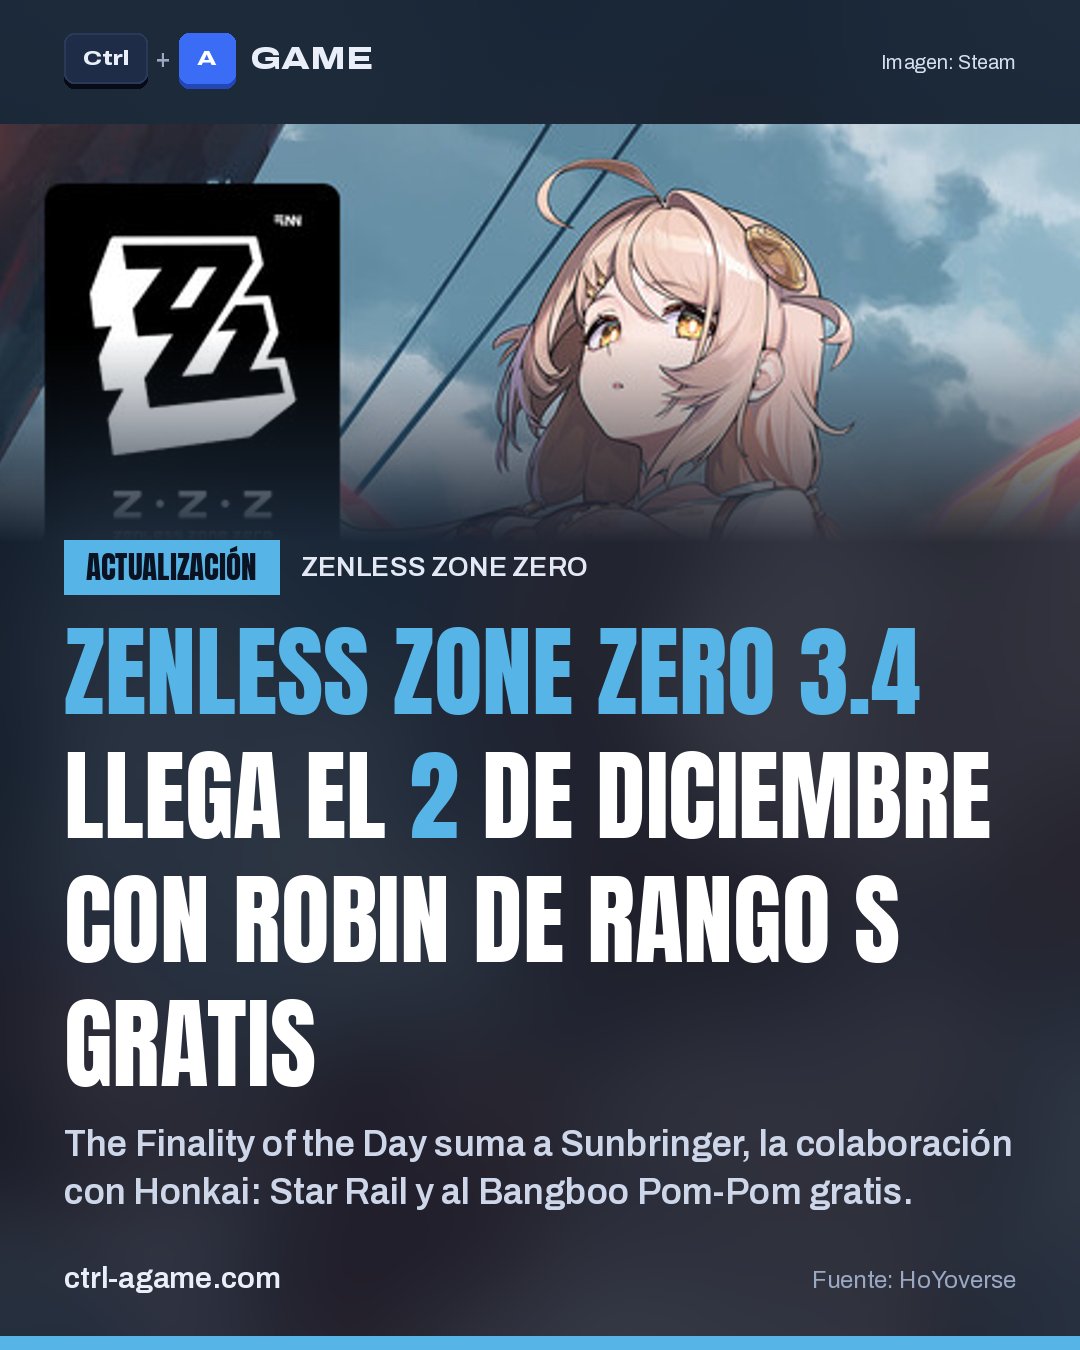 Ctrl + A GAME
Imagen: Steam
Z·Z·Z
ACTUALIZACIÓN ZENLESS ZONE ZERO
ZENLESS ZONE ZERO 3.4
LLEGA EL 2 DE DICIEMBRE
CON ROBIN DE RANGO S
GRATIS
The Finality of the Day suma a Sunbringer, la colaboración
con Honkai: Star Rail y al Bangboo Pom-Pom gratis.
ctrl-agame.com
Fuente: HoYoverse